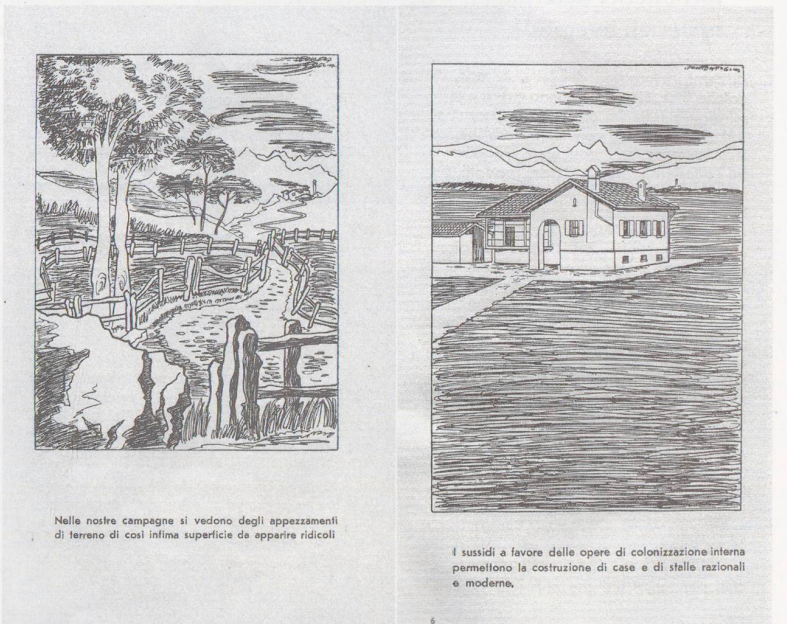 Nelle nostre campagne si vedono degli appezzamenti
di terreno di così infima superficie da apparire ridicoli
I sussidi a favore delle opere di colonizzazione interna
permettono la costruzione di case e di stalle razionali
e moderne.
6